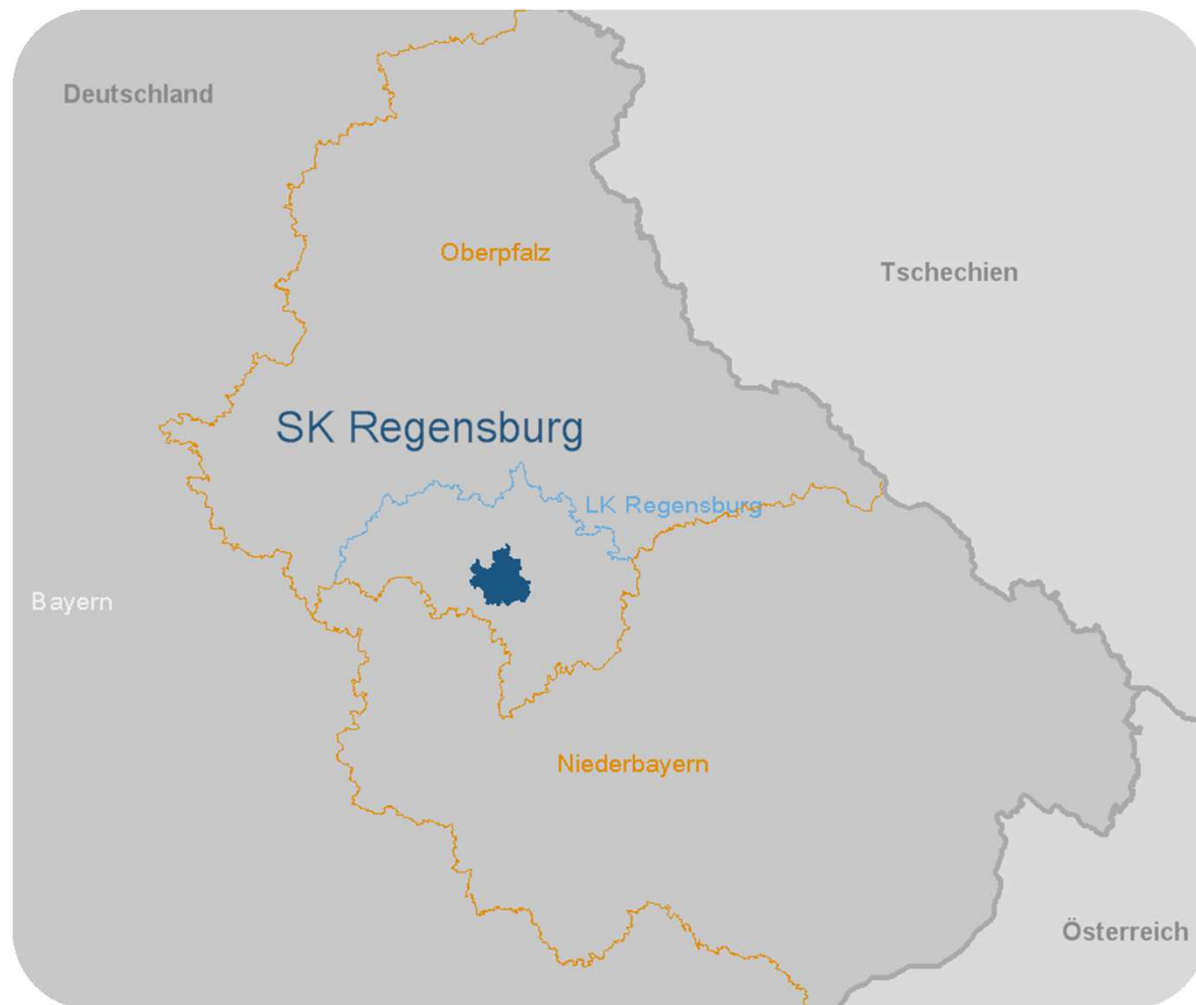 Deutschland
Oberpfalz
Tschechien
SK Regensburg
LK Regensburg
Bayern
Niederbayern
Österreich